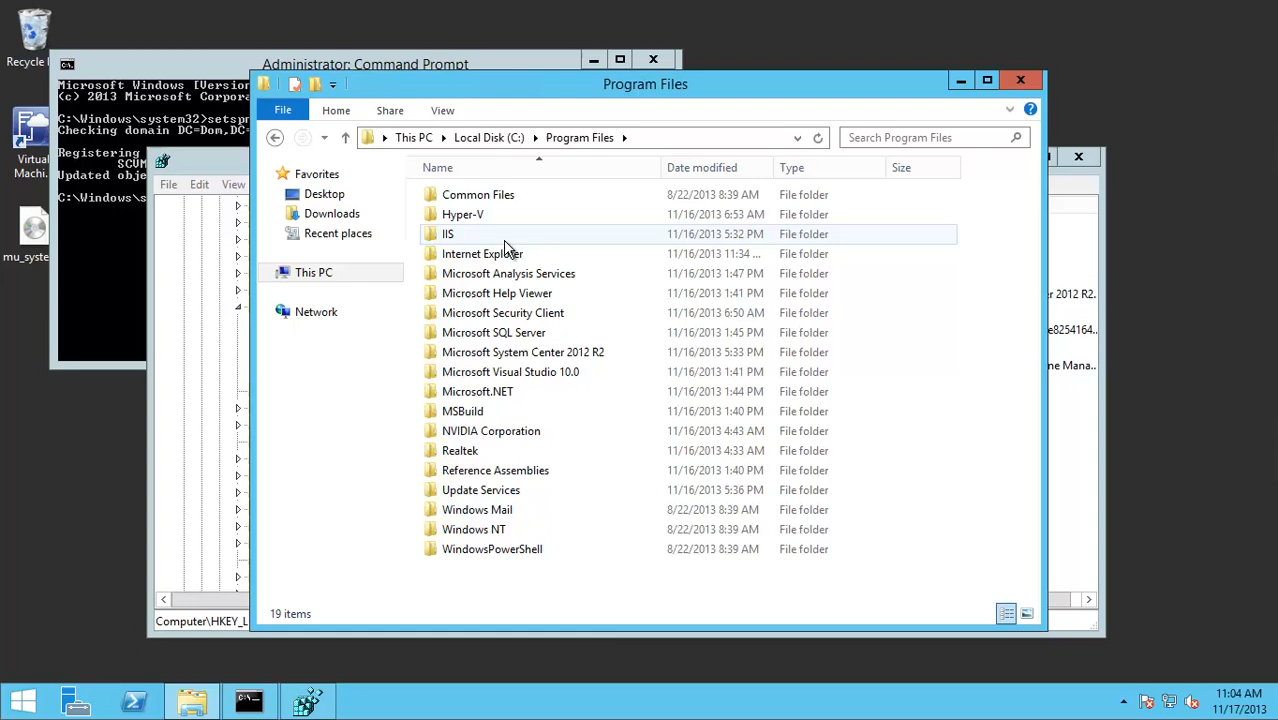 Recycle
Virtual
Machi...
mu_syste
Administrator: Command Prompt
Microsoft Windows [Version
(c) 2013 Microsoft Corpora
C:\Windows\system32>setsp
Checking domain DC=Dom,DC=
Registering
SCVM
Updated obje
C:\Windows\s
File Edit View
Computer\HKEY_L
er 2012 R2.
e8254164...
ne Mana...
Program Files
File Home Share View
This PC Local Disk (C:) Program Files
Search Program Files
Favorites
Desktop
Downloads
Recent places
This PC
Network
Name Date modified Type Size
Common Files 8/22/2013 8:39 AM File folder
Hyper-V 11/16/2013 6:53 AM File folder
IIS 11/16/2013 5:32 PM File folder
Internet Explorer 11/16/2013 11:34 ... File folder
Microsoft Analysis Services 11/16/2013 1:47 PM File folder
Microsoft Help Viewer 11/16/2013 1:41 PM File folder
Microsoft Security Client 11/16/2013 6:50 AM File folder
Microsoft SQL Server 11/16/2013 1:45 PM File folder
Microsoft System Center 2012 R2 11/16/2013 5:33 PM File folder
Microsoft Visual Studio 10.0 11/16/2013 1:41 PM File folder
Microsoft.NET 11/16/2013 1:44 PM File folder
MSBuild 11/16/2013 1:40 PM File folder
NVIDIA Corporation 11/16/2013 4:43 AM File folder
Realtek 11/16/2013 4:33 AM File folder
Reference Assemblies 11/16/2013 1:40 PM File folder
Update Services 11/16/2013 5:36 PM File folder
Windows Mail 8/22/2013 8:39 AM File folder
Windows NT 8/22/2013 8:39 AM File folder
WindowsPowerShell 8/22/2013 8:39 AM File folder
19 items
11:04 AM
11/17/2013